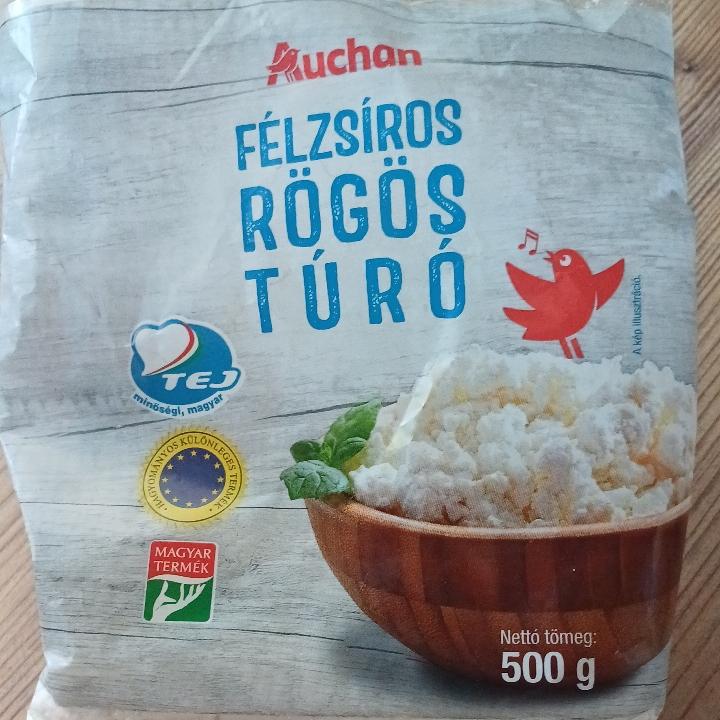 Auchan
FÉLZSÍROS
RÖGÖS
TÚRÓ
A kép illusztráció.
TEJ
minőségi, magyar
HAGYOMÁNYOS KÜLÖNLEGES TERMÉK
MAGYAR
TERMÉK
Nettó tömeg:
500 g